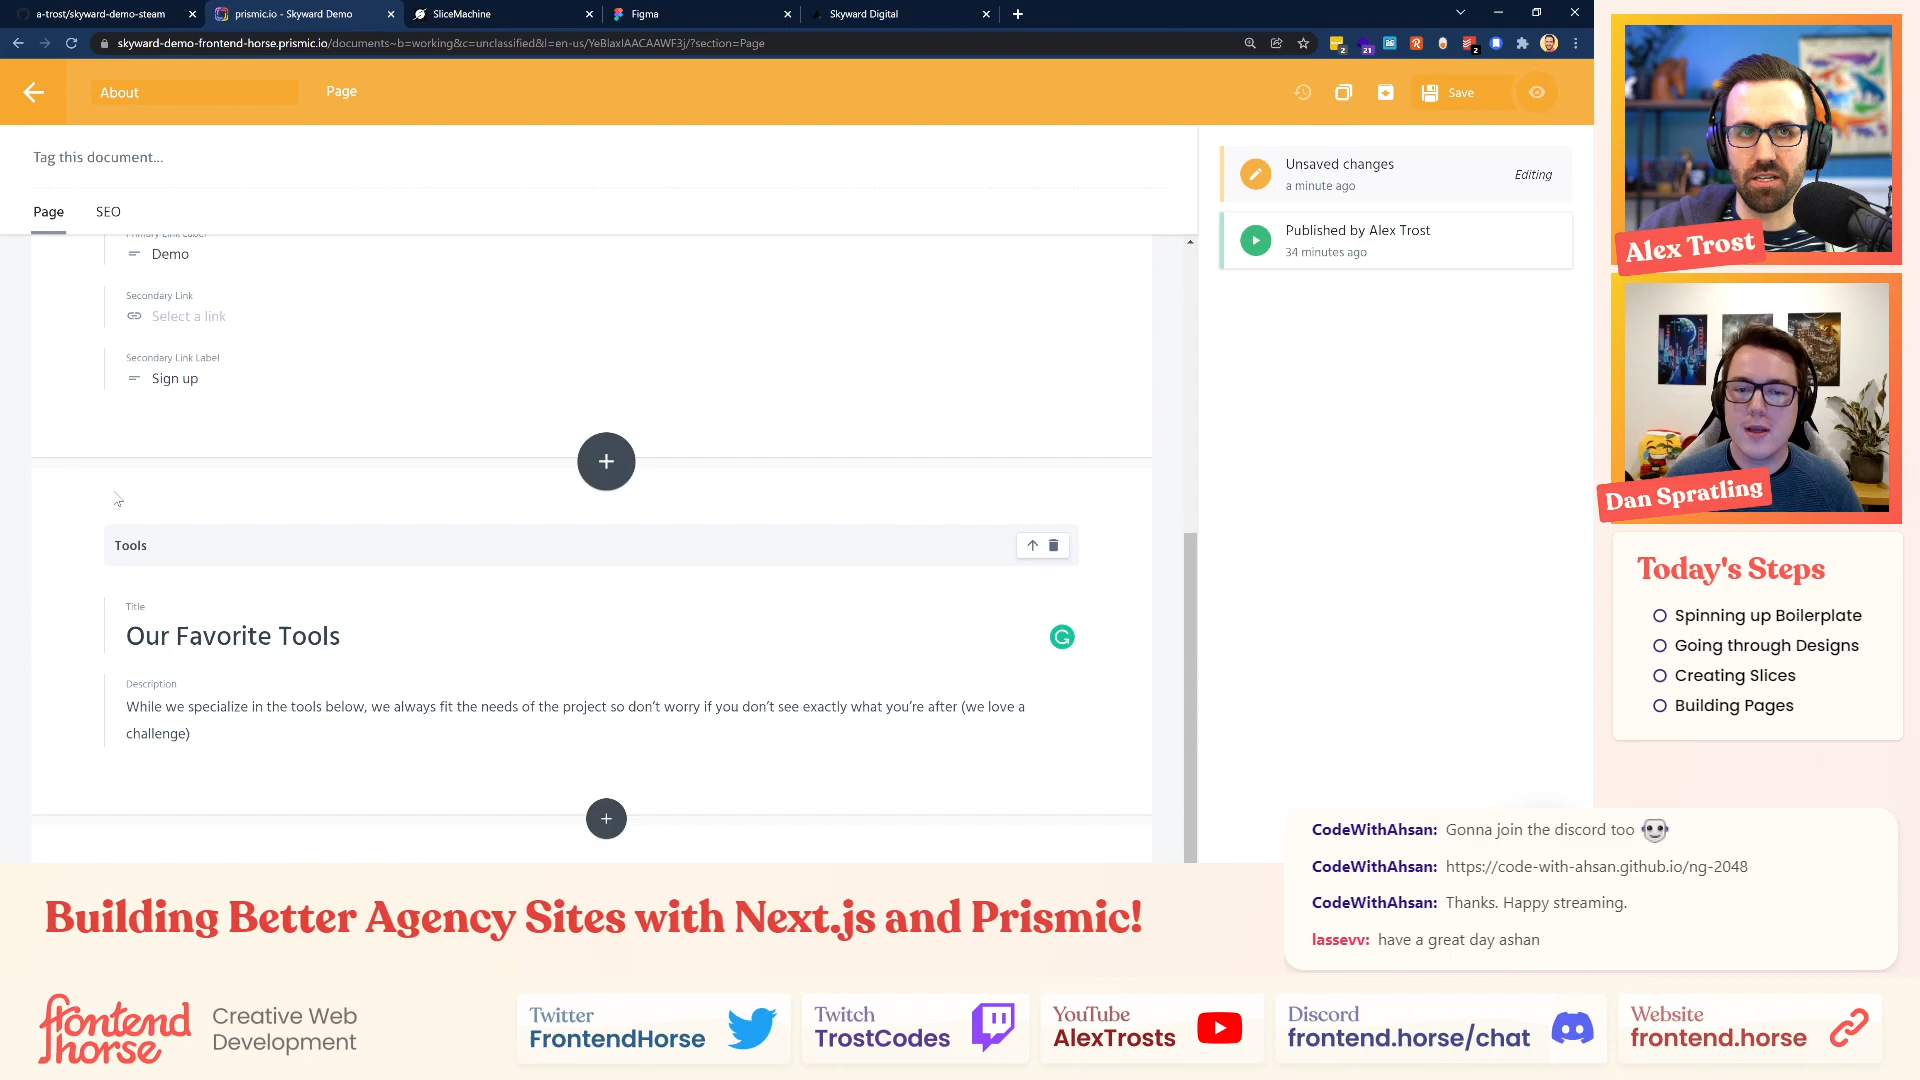 a-trost/skyward-demo-steam
prismic.io - Skyward Demo
SliceMachine
Figma
Skyward Digital
skyward-demo-frontend-horse.prismic.io/documents~b=working&c=unclassified&l=en-us/YeBlaxIAACAAWF3j/?section=Page
2
21
2
About
Page
Save
Tag this document...
Page
SEO
Primary Link Label
Demo
Secondary Link
Select a link
Secondary Link Label
Sign up
Tools
Title
Our Favorite Tools
Description
While we specialize in the tools below, we always fit the needs of the project so don't worry if you don't see exactly what you're after (we love a
challenge)
Unsaved changes
a minute ago
Editing
Published by Alex Trost
34 minutes ago
Alex Trost
Dan Spratling
Today's Steps
Spinning up Boilerplate
Going through Designs
Creating Slices
Building Pages
CodeWithAhsan: Gonna join the discord too
CodeWithAhsan: https://code-with-ahsan.github.io/ng-2048
CodeWithAhsan: Thanks. Happy streaming.
lassevv: have a great day ashan
Building Better Agency Sites with Next.js and Prismic!
frontend
horse
Creative Web
Development
Twitter
FrontendHorse
Twitch
TrostCodes
YouTube
AlexTrosts
Discord
frontend.horse/chat
Website
frontend.horse